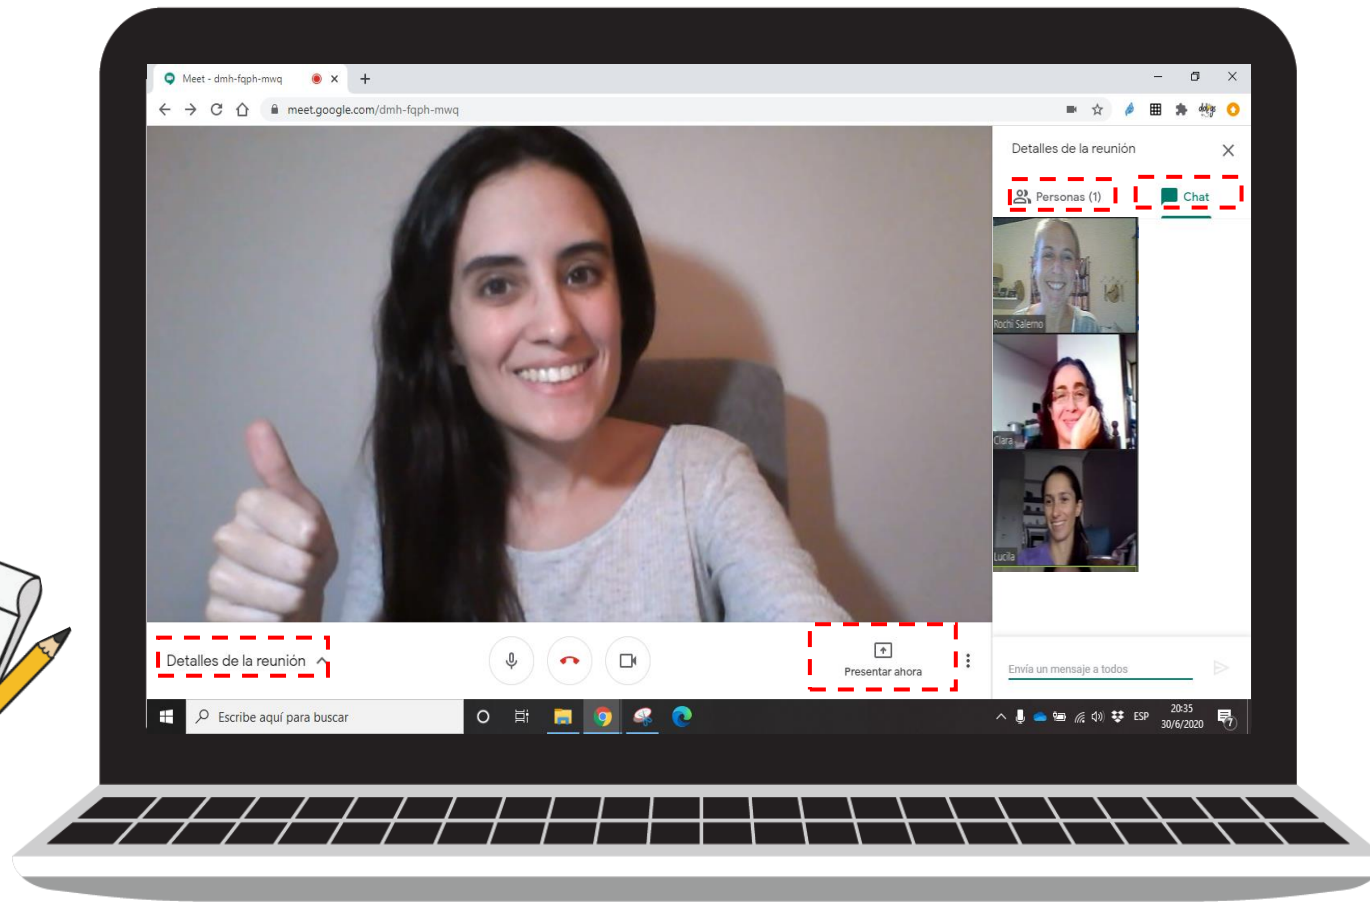 Meet - dmh-fqph-mwq
meet.google.com/dmh-fqph-mwq
Detalles de la reunión
Personas (1)
Chat
Rochi Salerno
Clara
Lucila
Detalles de la reunión
Presentar ahora
Envía un mensaje a todos
Escribe aquí para buscar
ESP
20:35
30/6/2020
7